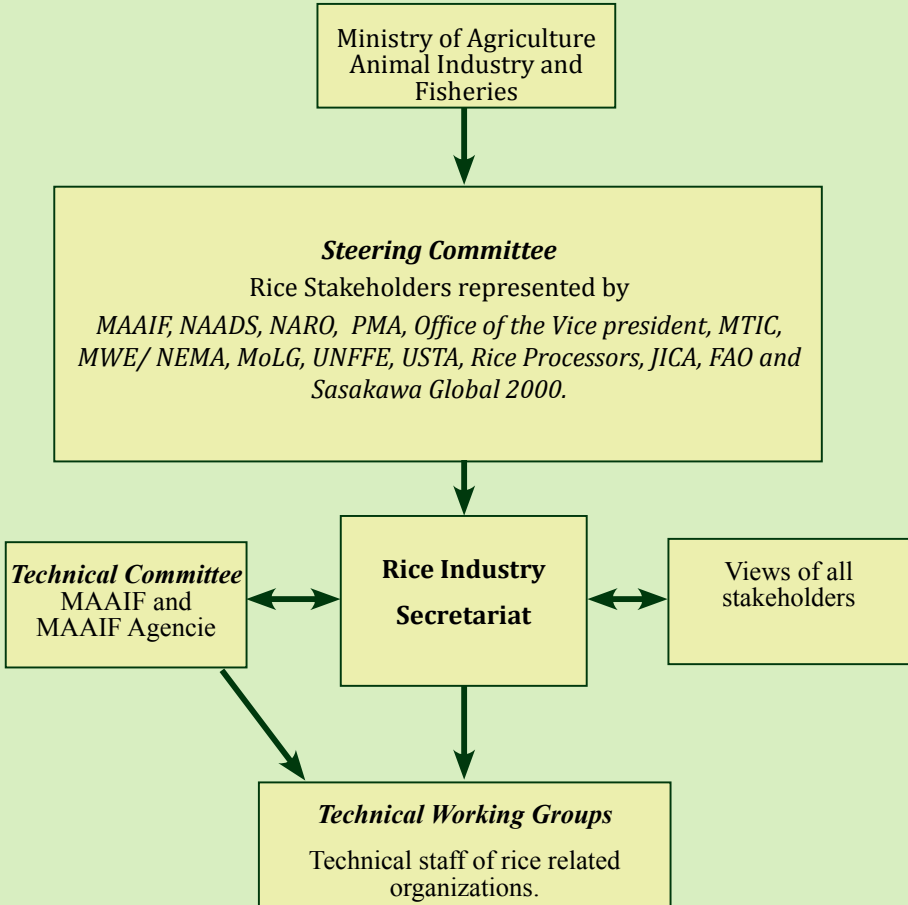 Ministry of Agriculture
Animal Industry and
Fisheries
Steering Committee
Rice Stakeholders represented by
MAAIF, NAADS, NARO, PMA, Office of the Vice president, MTIC,
MWE/ NEMA, MoLG, UNFFE, USTA, Rice Processors, JICA, FAO and
Sasakawa Global 2000.
Technical Committee
MAAIF and
MAAIF Agencie
Rice Industry
Secretariat
Views of all
stakeholders
Technical Working Groups
Technical staff of rice related
organizations.